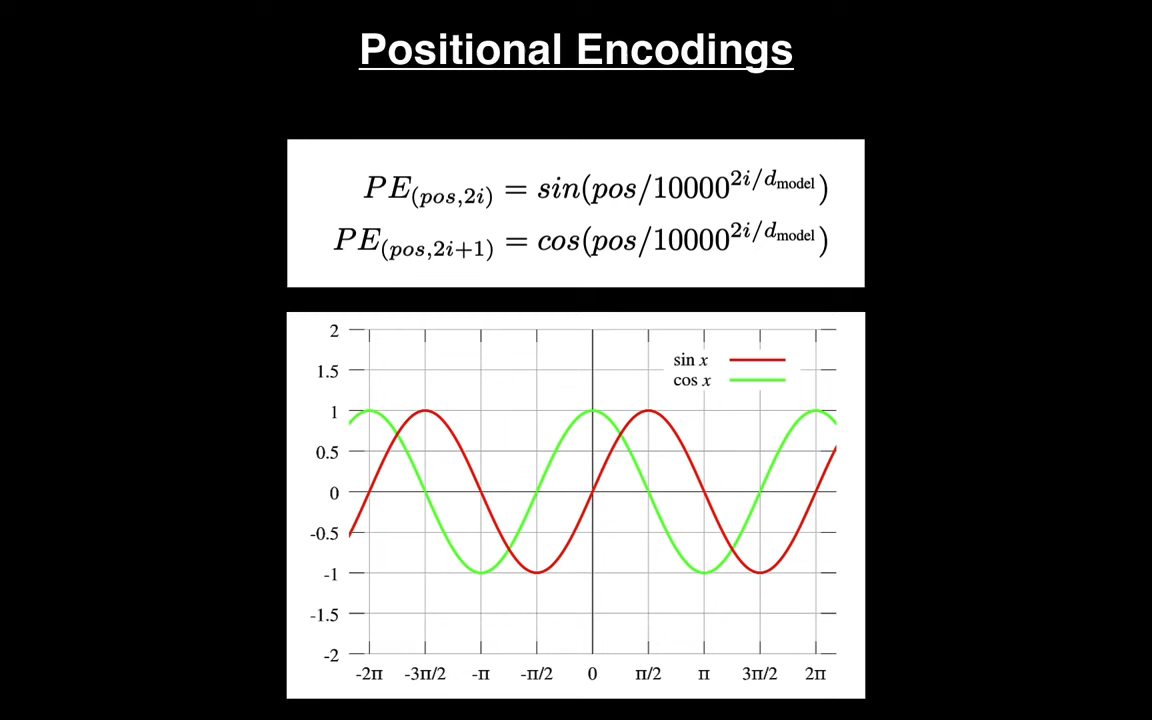 Positional Encodings
PE(pos,2i) = sin(pos/10000^2i/d_model)
PE(pos,2i+1) = cos(pos/10000^2i/d_model)
sin x
cos x
2
1.5
1
0.5
0
-0.5
-1
-1.5
-2
-2π -3π/2 -π -π/2 0 π/2 π 3π/2 2π